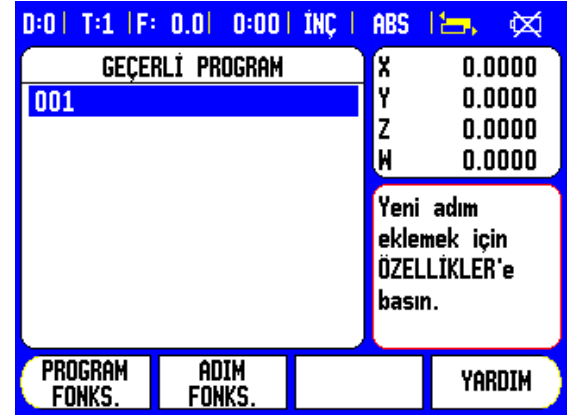 D:0| T:1 |F: 0.0| 0:00| İNÇ | ABS |
GEÇERLİ PROGRAM
001
X 0.0000
Y 0.0000
Z 0.0000
W 0.0000
Yeni adım
eklemek için
ÖZELLİKLER'e
basın.
PROGRAM
FONKS.
ADIM
FONKS.
YARDIM